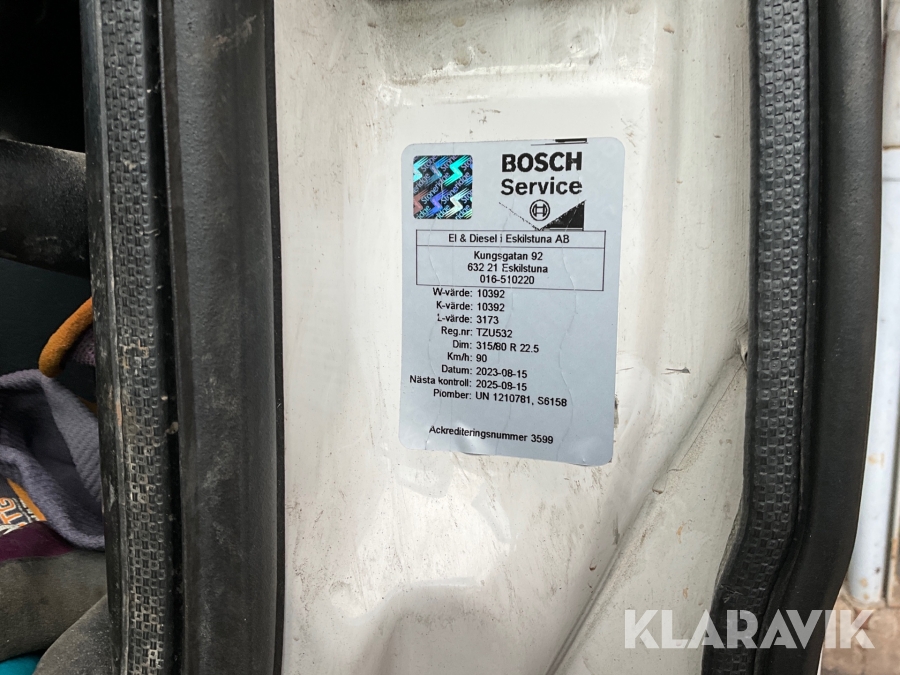 Stoneridge
BOSCH
Service
El & Diesel i Eskilstuna AB
Kungsgatan 92
632 21 Eskilstuna
016-510220
W-värde: 10392
K-värde: 10392
L-värde: 3173
Reg.nr: TZU532
Dim: 315/80 R 22.5
Km/h: 90
Datum: 2023-08-15
Nästa kontroll: 2025-08-15
Plomber: UN 1210781, S6158
Ackrediteringsnummer 3599
KLARAVIK